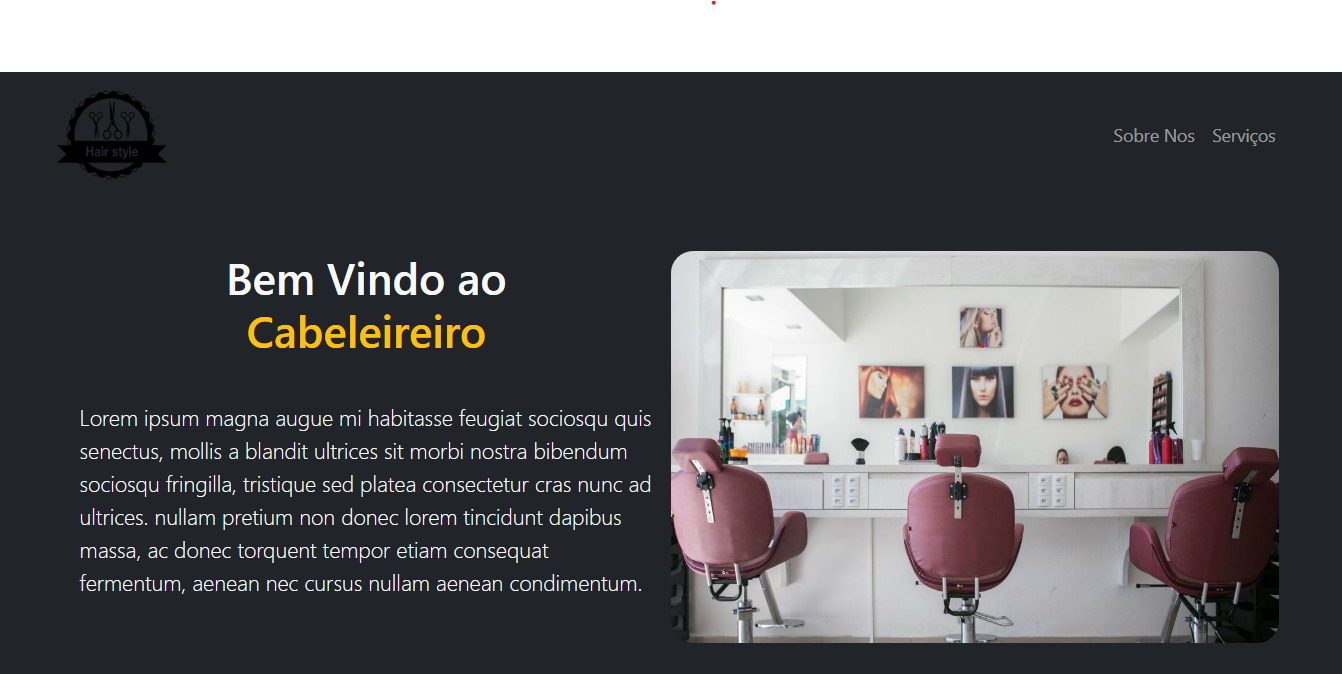 Hair style
Sobre Nos Serviços
Bem Vindo ao
Cabeleireiro
Lorem ipsum magna augue mi habitasse feugiat sociosqu quis
senectus, mollis a blandit ultrices sit morbi nostra bibendum
sociosqu fringilla, tristique sed platea consectetur cras nunc ad
ultrices. nullam pretium non donec lorem tincidunt dapibus
massa, ac donec torquent tempor etiam consequat
fermentum, aenean nec cursus nullam aenean condimentum.